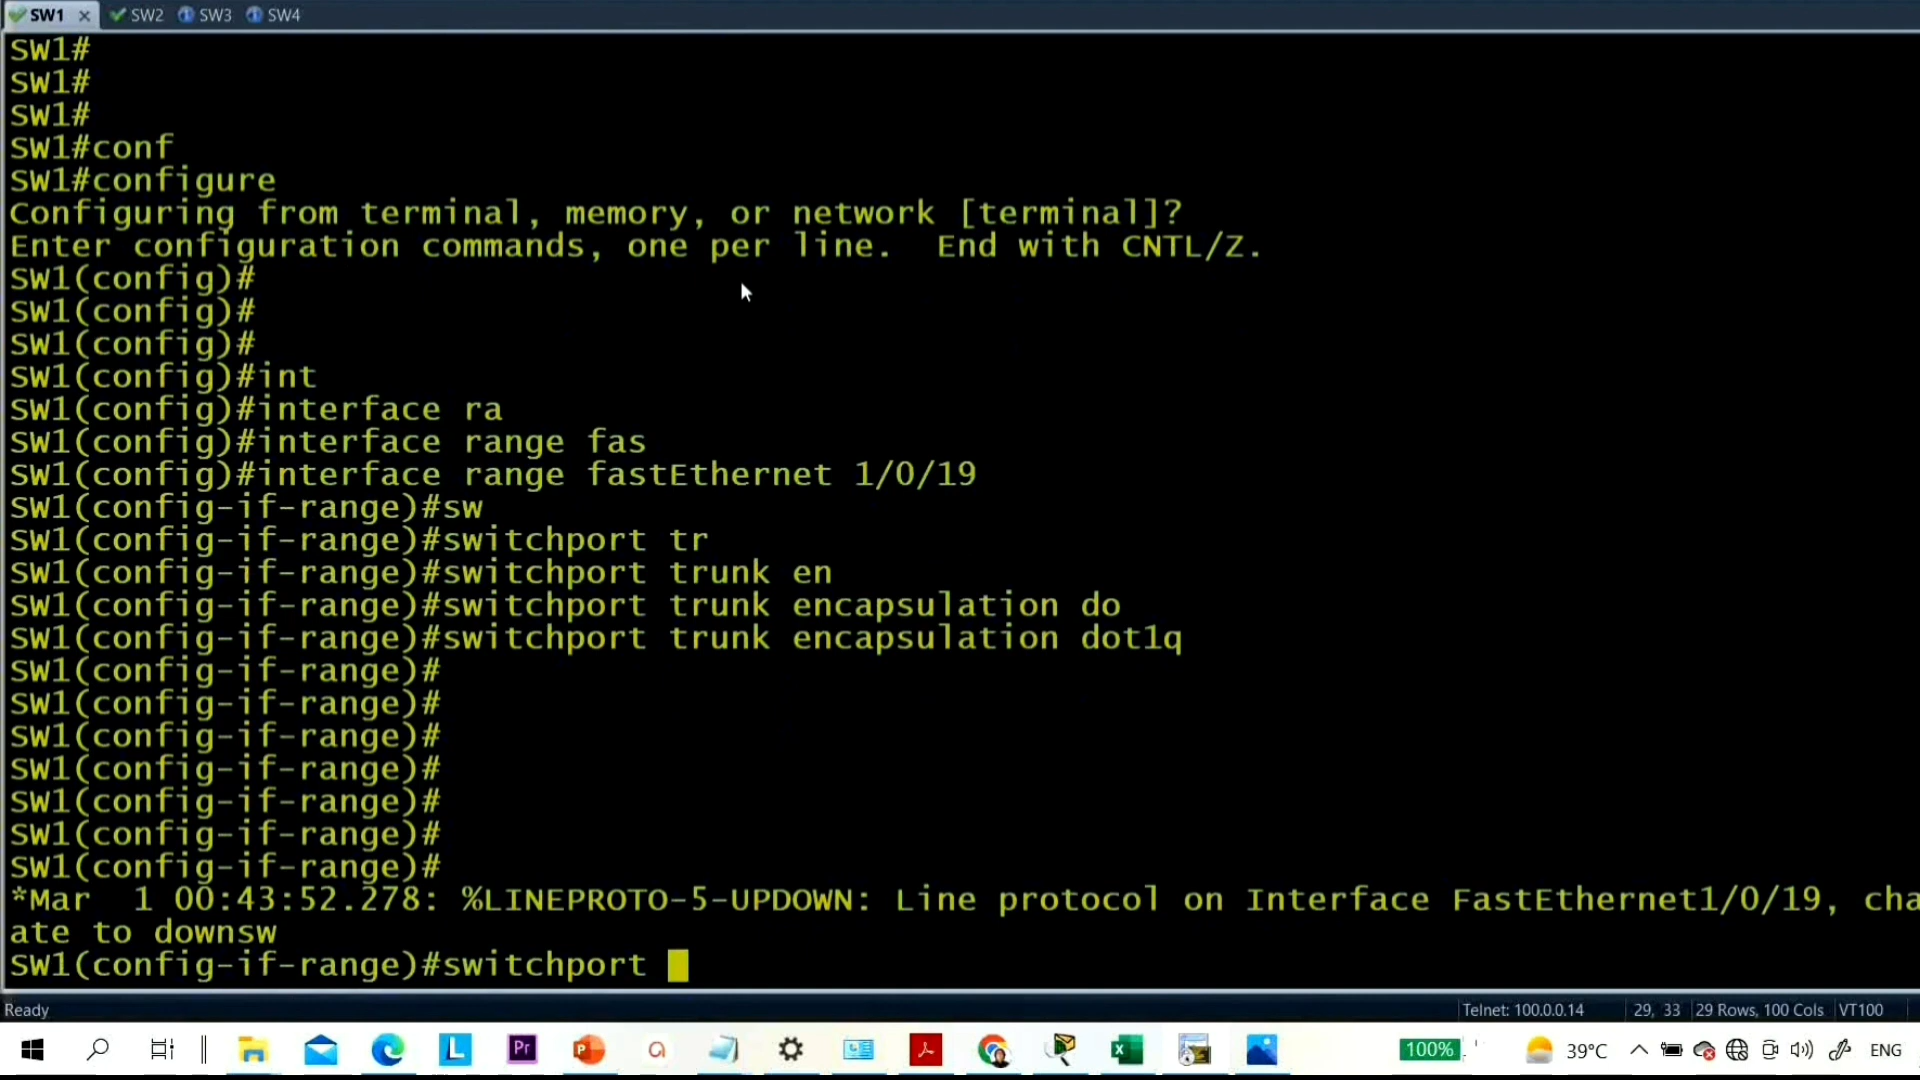 SW1 × SW2 SW3 SW4
SW1#
SW1#
SW1#
SW1#conf
SW1#configure
Configuring from terminal, memory, or network [terminal]?
Enter configuration commands, one per line.  End with CNTL/Z.
SW1(config)#
SW1(config)#
SW1(config)#
SW1(config)#int
SW1(config)#interface ra
SW1(config)#interface range fas
SW1(config)#interface range fastEthernet 1/0/19
SW1(config-if-range)#sw
SW1(config-if-range)#switchport tr
SW1(config-if-range)#switchport trunk en
SW1(config-if-range)#switchport trunk encapsulation do
SW1(config-if-range)#switchport trunk encapsulation dot1q
SW1(config-if-range)#
SW1(config-if-range)#
SW1(config-if-range)#
SW1(config-if-range)#
SW1(config-if-range)#
SW1(config-if-range)#
SW1(config-if-range)#
*Mar  1 00:43:52.278: %LINEPROTO-5-UPDOWN: Line protocol on Interface FastEthernet1/0/19, cha
ate to downsw
SW1(config-if-range)#switchport
Ready Telnet: 100.0.0.14 29, 33 29 Rows, 100 Cols VT100
L Pr 100% 39°C ENG